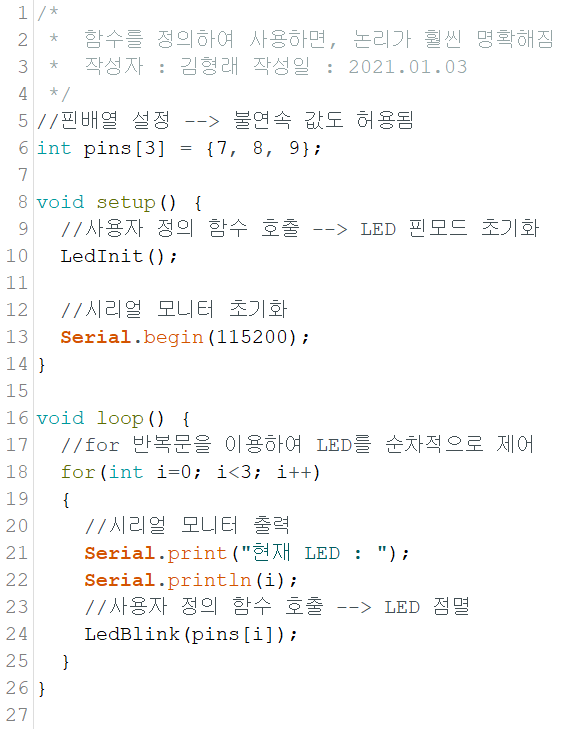 1 /*
2  *  함수를 정의하여 사용하면, 논리가 훨씬 명확해짐
3  *  작성자 : 김형래 작성일 : 2021.01.03
4  */
5 //핀배열 설정 --> 불연속 값도 허용됨
6 int pins[3] = {7, 8, 9};
7
8 void setup() {
9   //사용자 정의 함수 호출 --> LED 핀모드 초기화
10   LedInit();
11
12   //시리얼 모니터 초기화
13   Serial.begin(115200);
14 }
15
16 void loop() {
17   //for 반복문을 이용하여 LED를 순차적으로 제어
18   for(int i=0; i<3; i++)
19   {
20     //시리얼 모니터 출력
21     Serial.print("현재 LED : ");
22     Serial.println(i);
23     //사용자 정의 함수 호출 --> LED 점멸
24     LedBlink(pins[i]);
25   }
26 }
27